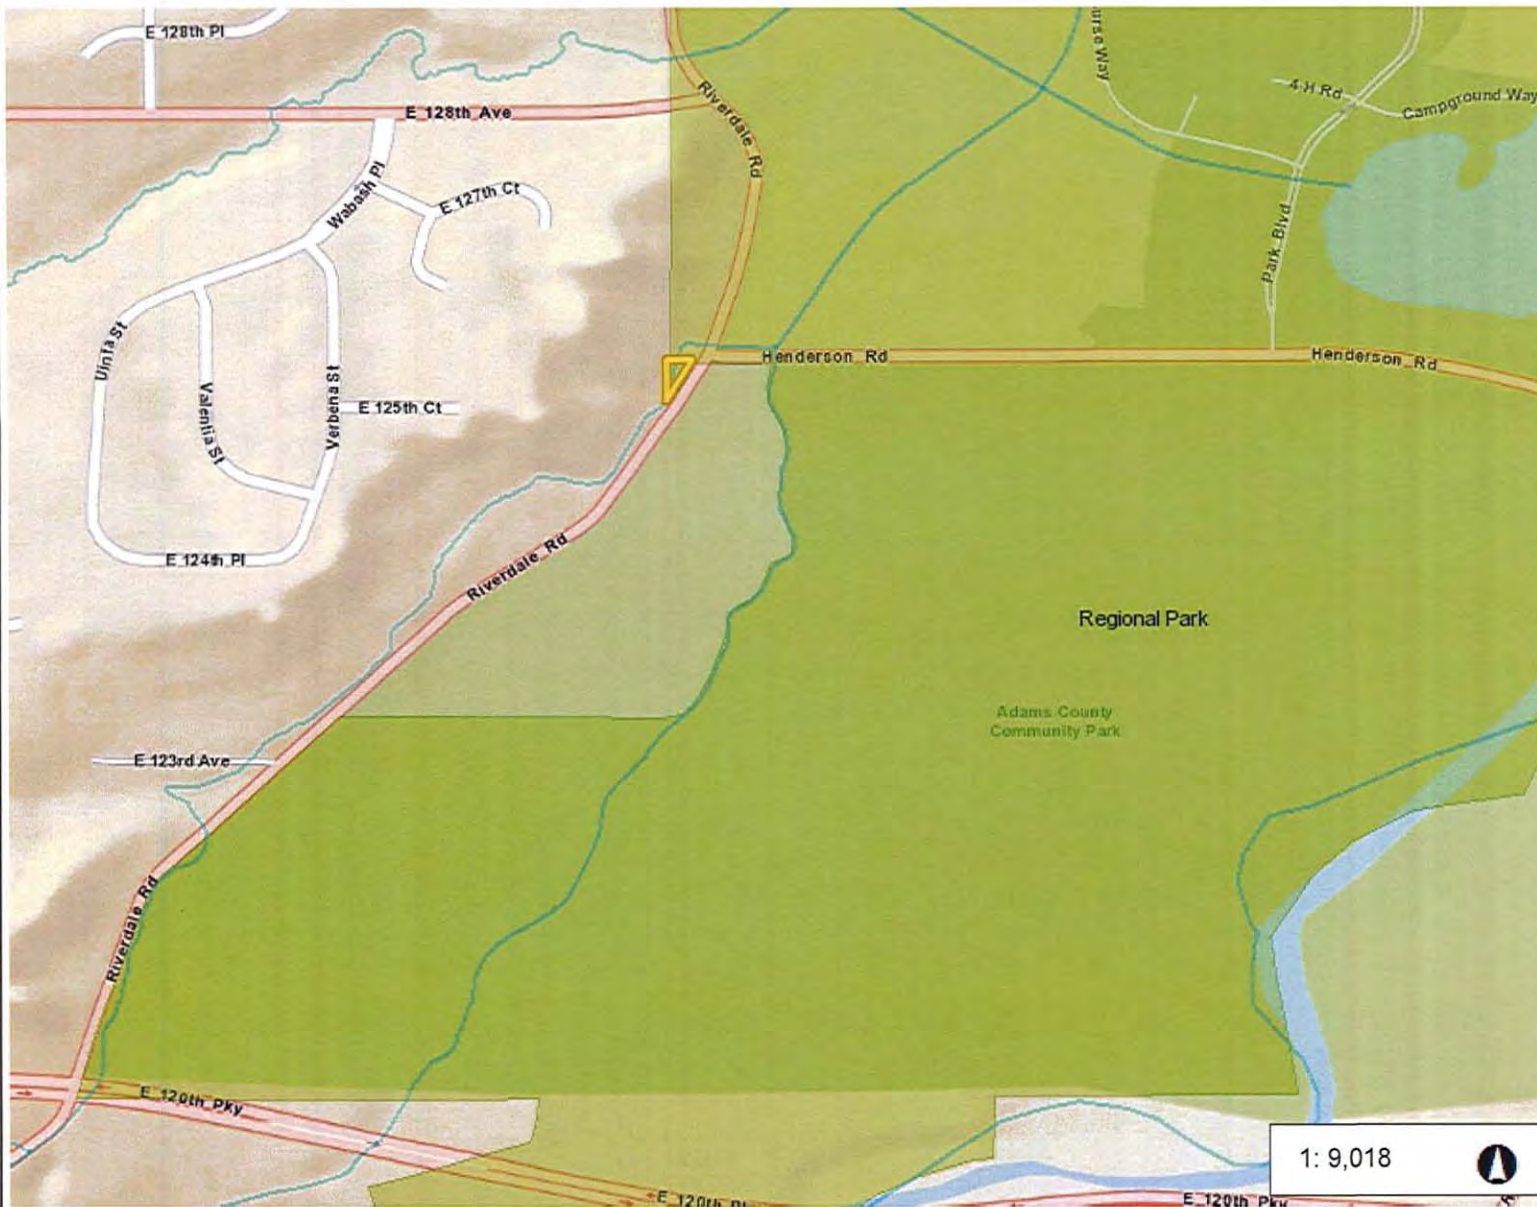 E 128th Pl
E 128th Ave
Riverdale Rd
4-H Rd
Campground Way
Wabash Pl
E 127th Ct
Park Blvd
Uinta St
Valentia St
Verbena St
E 125th Ct
Henderson Rd
Henderson Rd
E 124th Pl
Riverdale Rd
Regional Park
Adams County
Community Park
E 123rd Ave
Riverdale Rd
E 120th Pky
1: 9,018
E 120th
E 120th Pky